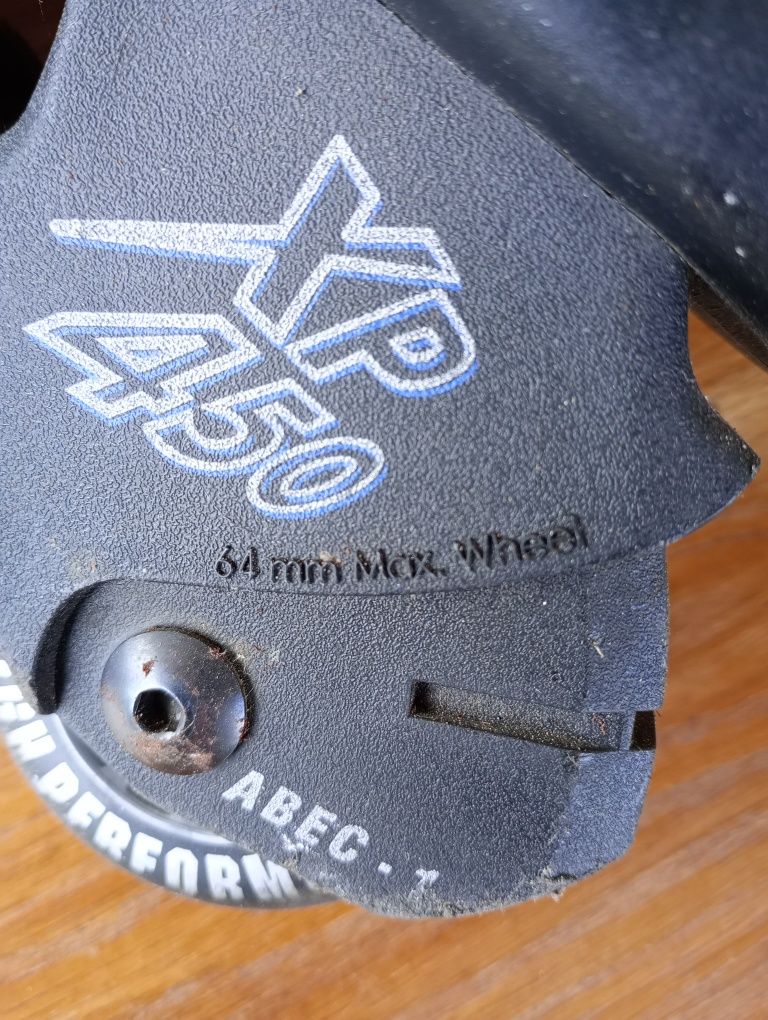 XP
450
64 mm Max. Wheel
ABEC - 1
PERFORM